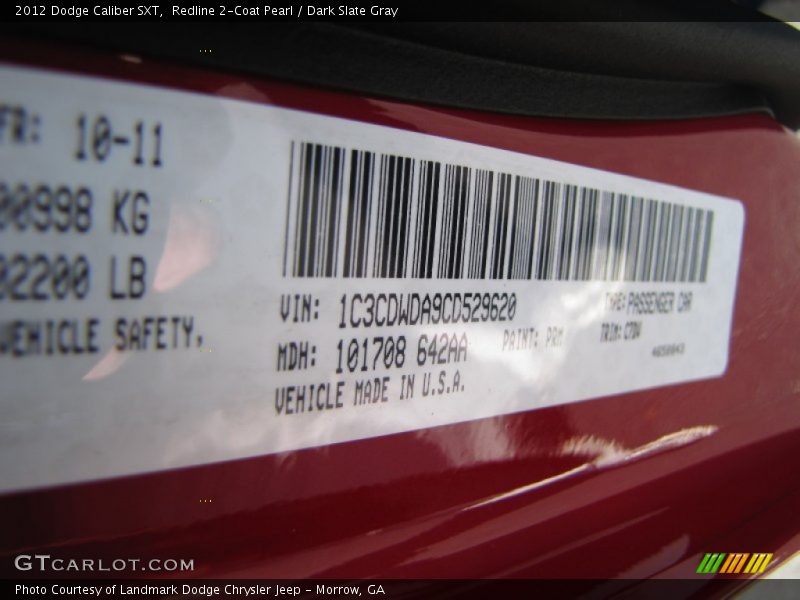 2012 Dodge Caliber SXT, Redline 2-Coat Pearl / Dark Slate Gray
FR: 10-11
00998 KG
02200 LB
VEHICLE SAFETY,
VIN: 1C3CDWDA9CD529620
TYPE: PASSENGER CAR
MDH: 101708 642AA
PAINT: PRM
TRIM:
VEHICLE MADE IN U.S.A.
GTCARLOT.COM
Photo Courtesy of Landmark Dodge Chrysler Jeep - Morrow, GA